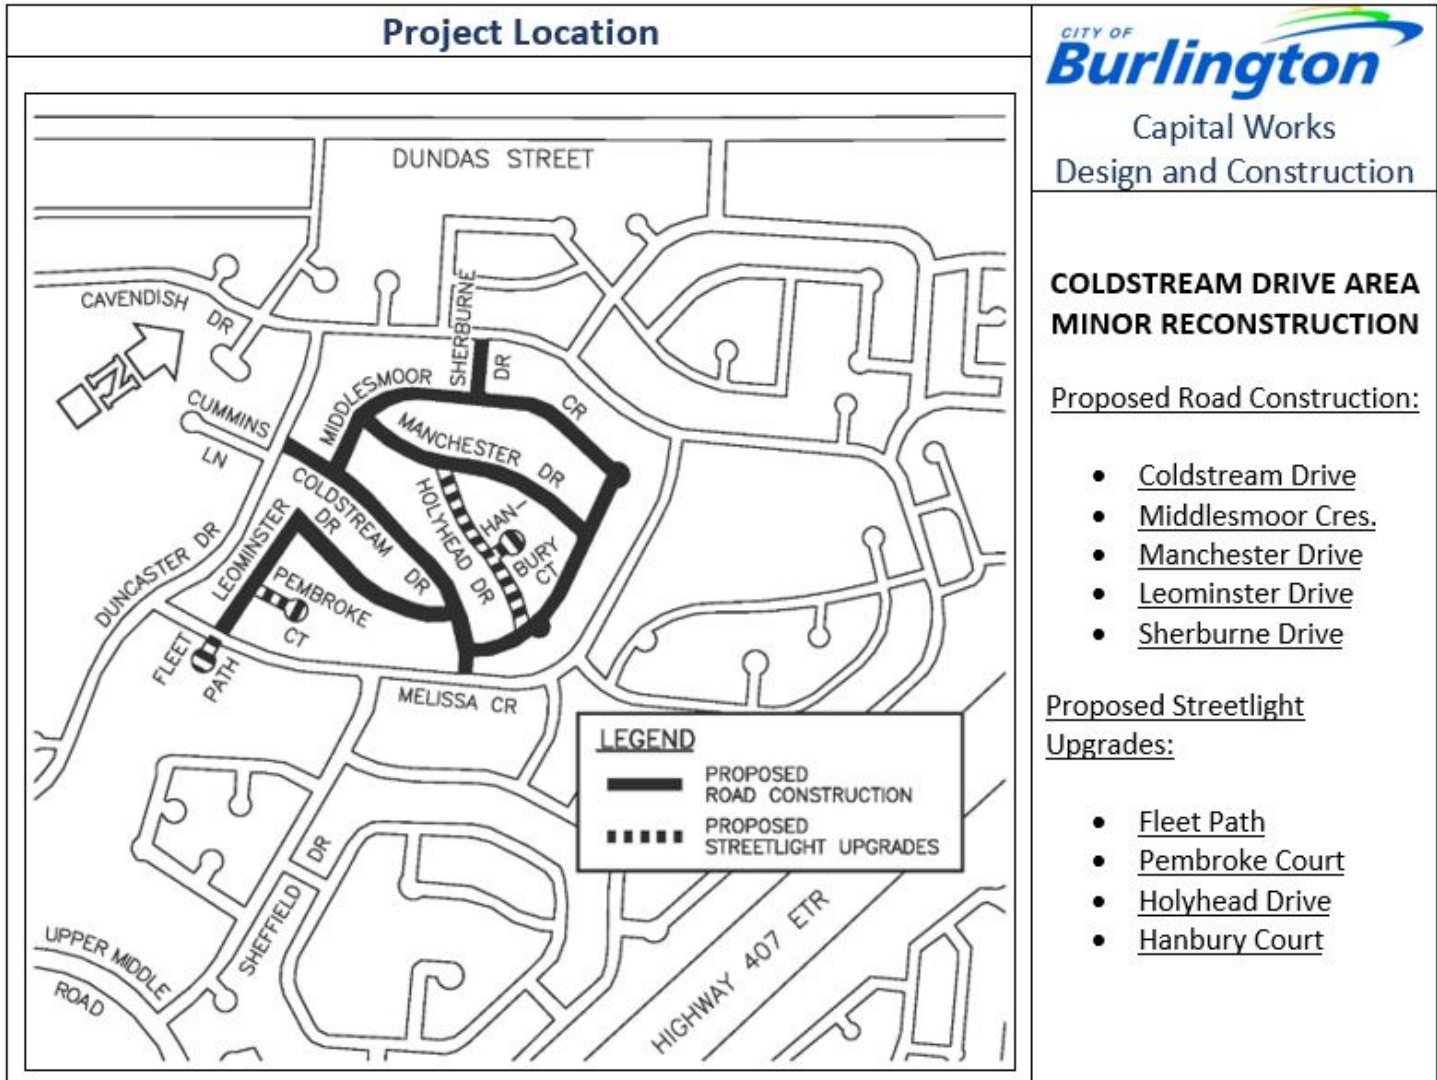 Project Location
CITY OF
Burlington
Capital Works
Design and Construction
DUNDAS STREET
CAVENDISH DR
N
SHERBURNE DR
MIDDLESMOOR CR
CUMMINS
LN
MANCHESTER DR
COLDSTREAM DR
DR
HOLYHEAD DR
HAN-
BURY
CT
LEOMINSTER
DUNCASTER DR
PEMBROKE
CT
FLEET
PATH
MELISSA CR
LEGEND
PROPOSED
ROAD CONSTRUCTION
PROPOSED
STREETLIGHT UPGRADES
SHEFFIELD DR
UPPER MIDDLE
ROAD
HIGHWAY 407 ETR
COLDSTREAM DRIVE AREA
MINOR RECONSTRUCTION
Proposed Road Construction:
• Coldstream Drive
• Middlesmoor Cres.
• Manchester Drive
• Leominster Drive
• Sherburne Drive
Proposed Streetlight
Upgrades:
• Fleet Path
• Pembroke Court
• Holyhead Drive
• Hanbury Court